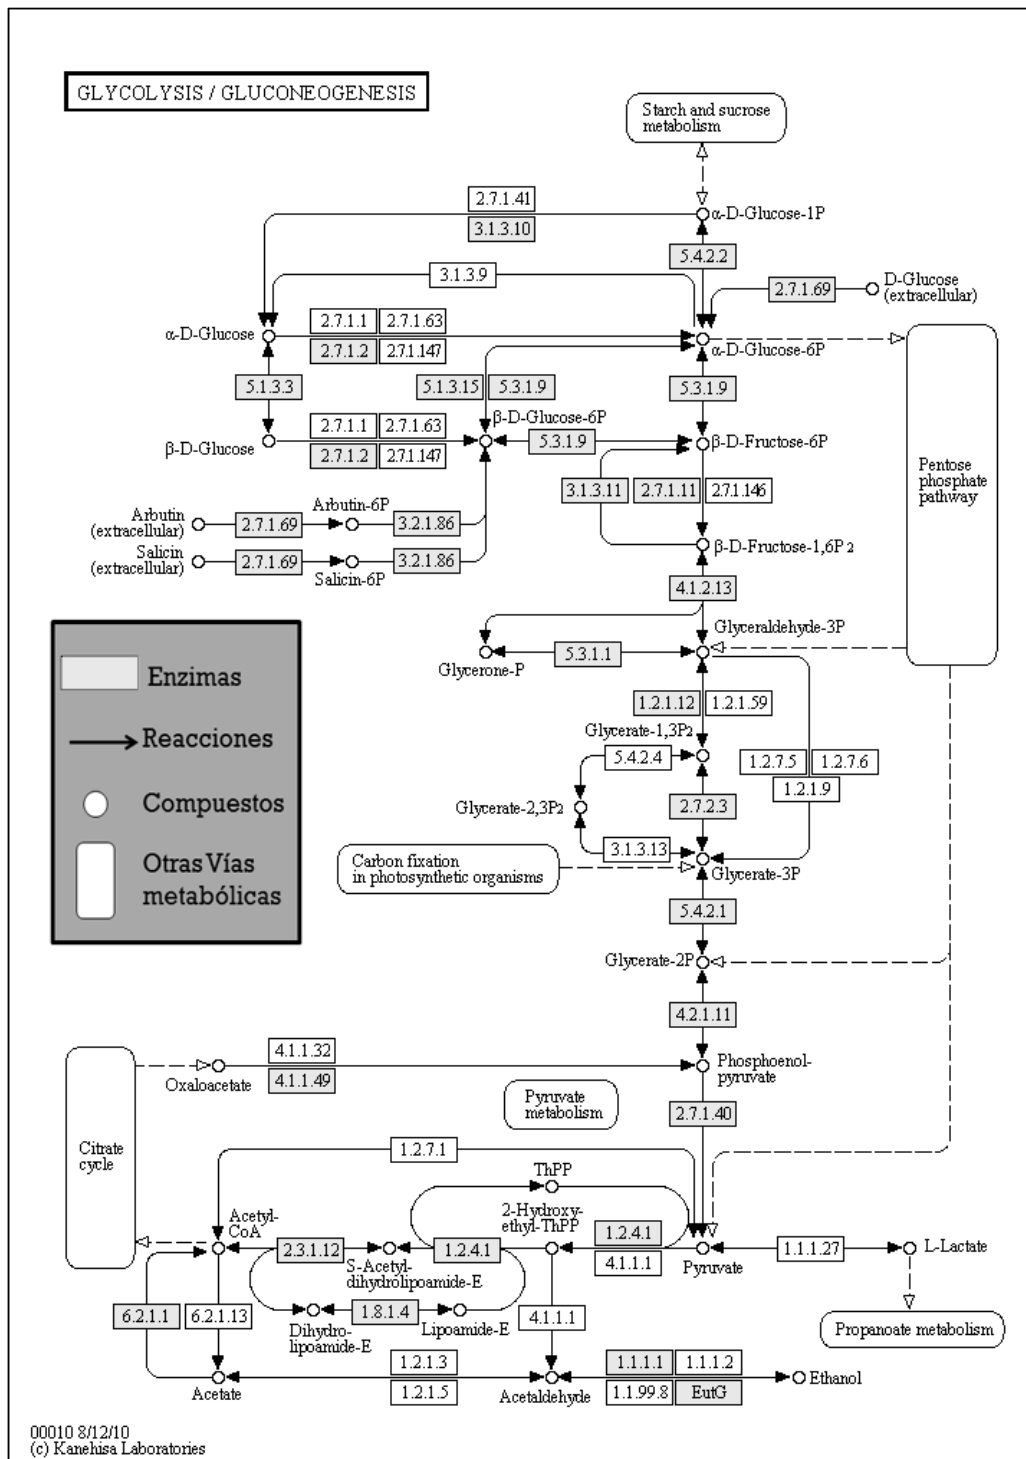 GLYCOLYSIS / GLUCONEOGENESIS
Starch and sucrose
metabolism
2.7.1.41
3.1.3.10
α-D-Glucose-1P
5.4.2.2
3.1.3.9
2.7.1.69
D-Glucose
(extracellular)
α-D-Glucose
2.7.1.1
2.7.1.63
2.7.1.2
2.7.1.147
α-D-Glucose-6P
5.1.3.3
5.1.3.15
5.3.1.9
5.3.1.9
β-D-Glucose-6P
β-D-Glucose
2.7.1.1
2.7.1.63
2.7.1.2
2.7.1.147
5.3.1.9
β-D-Fructose-6P
Pentose
phosphate
pathway
3.1.3.11
2.7.1.11
2.7.1.146
Arbutin
(extracellular)
2.7.1.69
Arbutin-6P
3.2.1.86
Salicin
(extracellular)
2.7.1.69
Salicin-6P
3.2.1.86
β-D-Fructose-1,6P2
4.1.2.13
Glyceraldehyde-3P
Glycerone-P
5.3.1.1
Enzimas
Reacciones
Compuestos
Otras Vías
metabólicas
1.2.1.12
1.2.1.59
Glycerate-1,3P2
5.4.2.4
1.2.7.5
1.2.7.6
1.2.1.9
Glycerate-2,3P2
2.7.2.3
3.1.3.13
Carbon fixation
in photosynthetic organisms
Glycerate-3P
5.4.2.1
Glycerate-2P
4.2.1.11
4.1.1.32
4.1.1.49
Oxaloacetate
Phosphoenol-
pyruvate
Pyruvate
metabolism
2.7.1.40
Citrate
cycle
1.2.7.1
ThPP
2-Hydroxy-
ethyl-ThPP
Acetyl-
CoA
2.3.1.12
S-Acetyl-
dihydrolipoamide-E
1.2.4.1
1.2.4.1
4.1.1.1
Pyruvate
1.1.1.27
L-Lactate
6.2.1.1
6.2.1.13
Dihydro-
lipoamide-E
1.8.1.4
Lipoamide-E
4.1.1.1
Propanoate metabolism
Acetate
1.2.1.3
1.2.1.5
Acetaldehyde
1.1.1.1
1.1.1.2
1.1.99.8
EutG
Ethanol
00010 8/12/10
(c) Kanehisa Laboratories